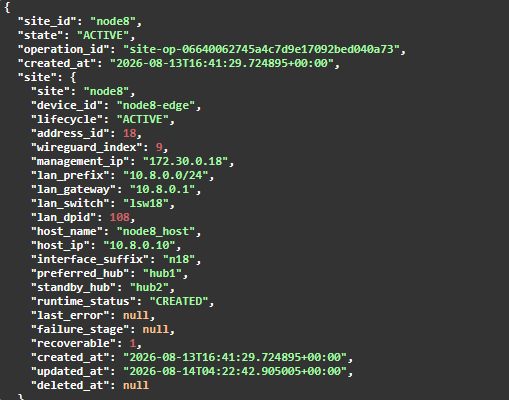 {
  "site_id": "node8",
  "state": "ACTIVE",
  "operation_id": "site-op-06640062745a4c7d9e17092bed040a73",
  "created_at": "2026-08-13T16:41:29.724895+00:00",
  "site": {
    "site": "node8",
    "device_id": "node8-edge",
    "lifecycle": "ACTIVE",
    "address_id": 18,
    "wireguard_index": 9,
    "management_ip": "172.30.0.18",
    "lan_prefix": "10.8.0.0/24",
    "lan_gateway": "10.8.0.1",
    "lan_switch": "lsw18",
    "lan_dpid": 108,
    "host_name": "node8_host",
    "host_ip": "10.8.0.10",
    "interface_suffix": "n18",
    "preferred_hub": "hub1",
    "standby_hub": "hub2",
    "runtime_status": "CREATED",
    "last_error": null,
    "failure_stage": null,
    "recoverable": 1,
    "created_at": "2026-08-13T16:41:29.724895+00:00",
    "updated_at": "2026-08-14T04:22:42.905005+00:00",
    "deleted_at": null
  }